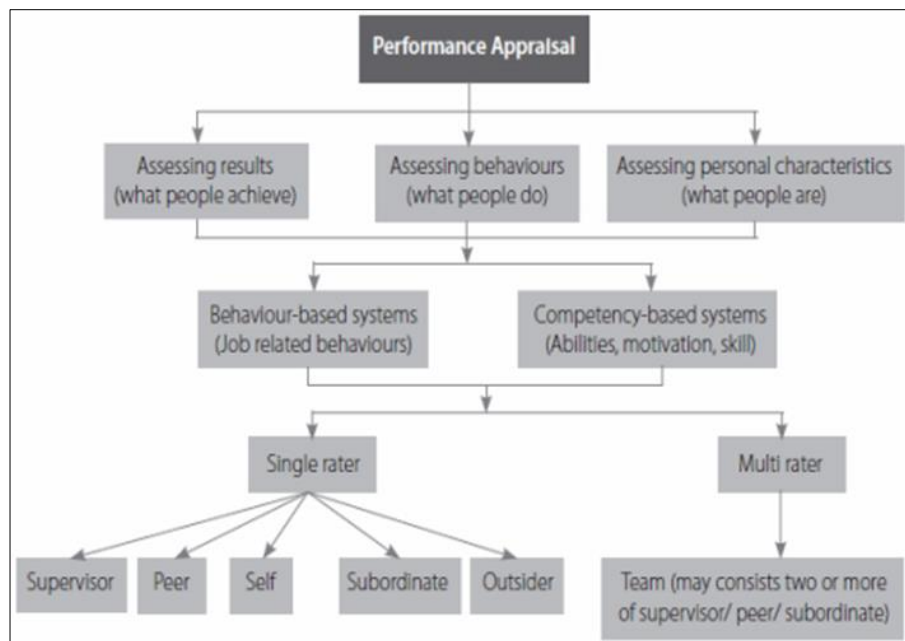 Performance Appraisal
Assessing results
(what people achieve)
Assessing behaviours
(what people do)
Assessing personal characteristics
(what people are)
Behaviour-based systems
(Job related behaviours)
Competency-based systems
(Abilities, motivation, skill)
Single rater
Multi rater
Supervisor
Peer
Self
Subordinate
Outsider
Team (may consists two or more
of supervisor/ peer/ subordinate)